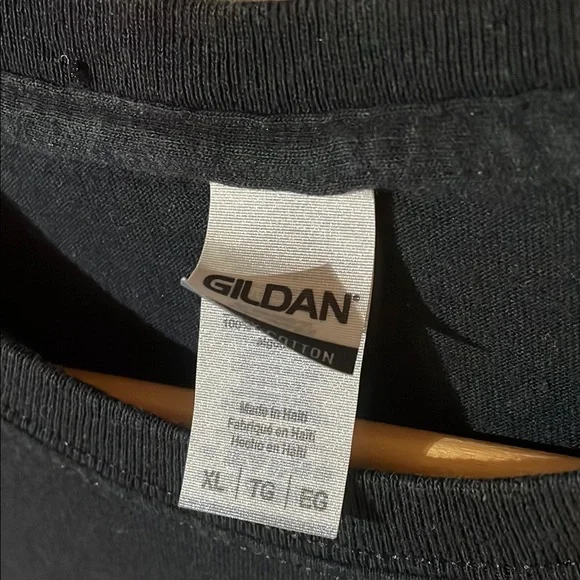 GILDAN®
COTTON
100%
Made in Haiti
Fabriqué en Haïti
Hecho en Haití
XL | TG | EG